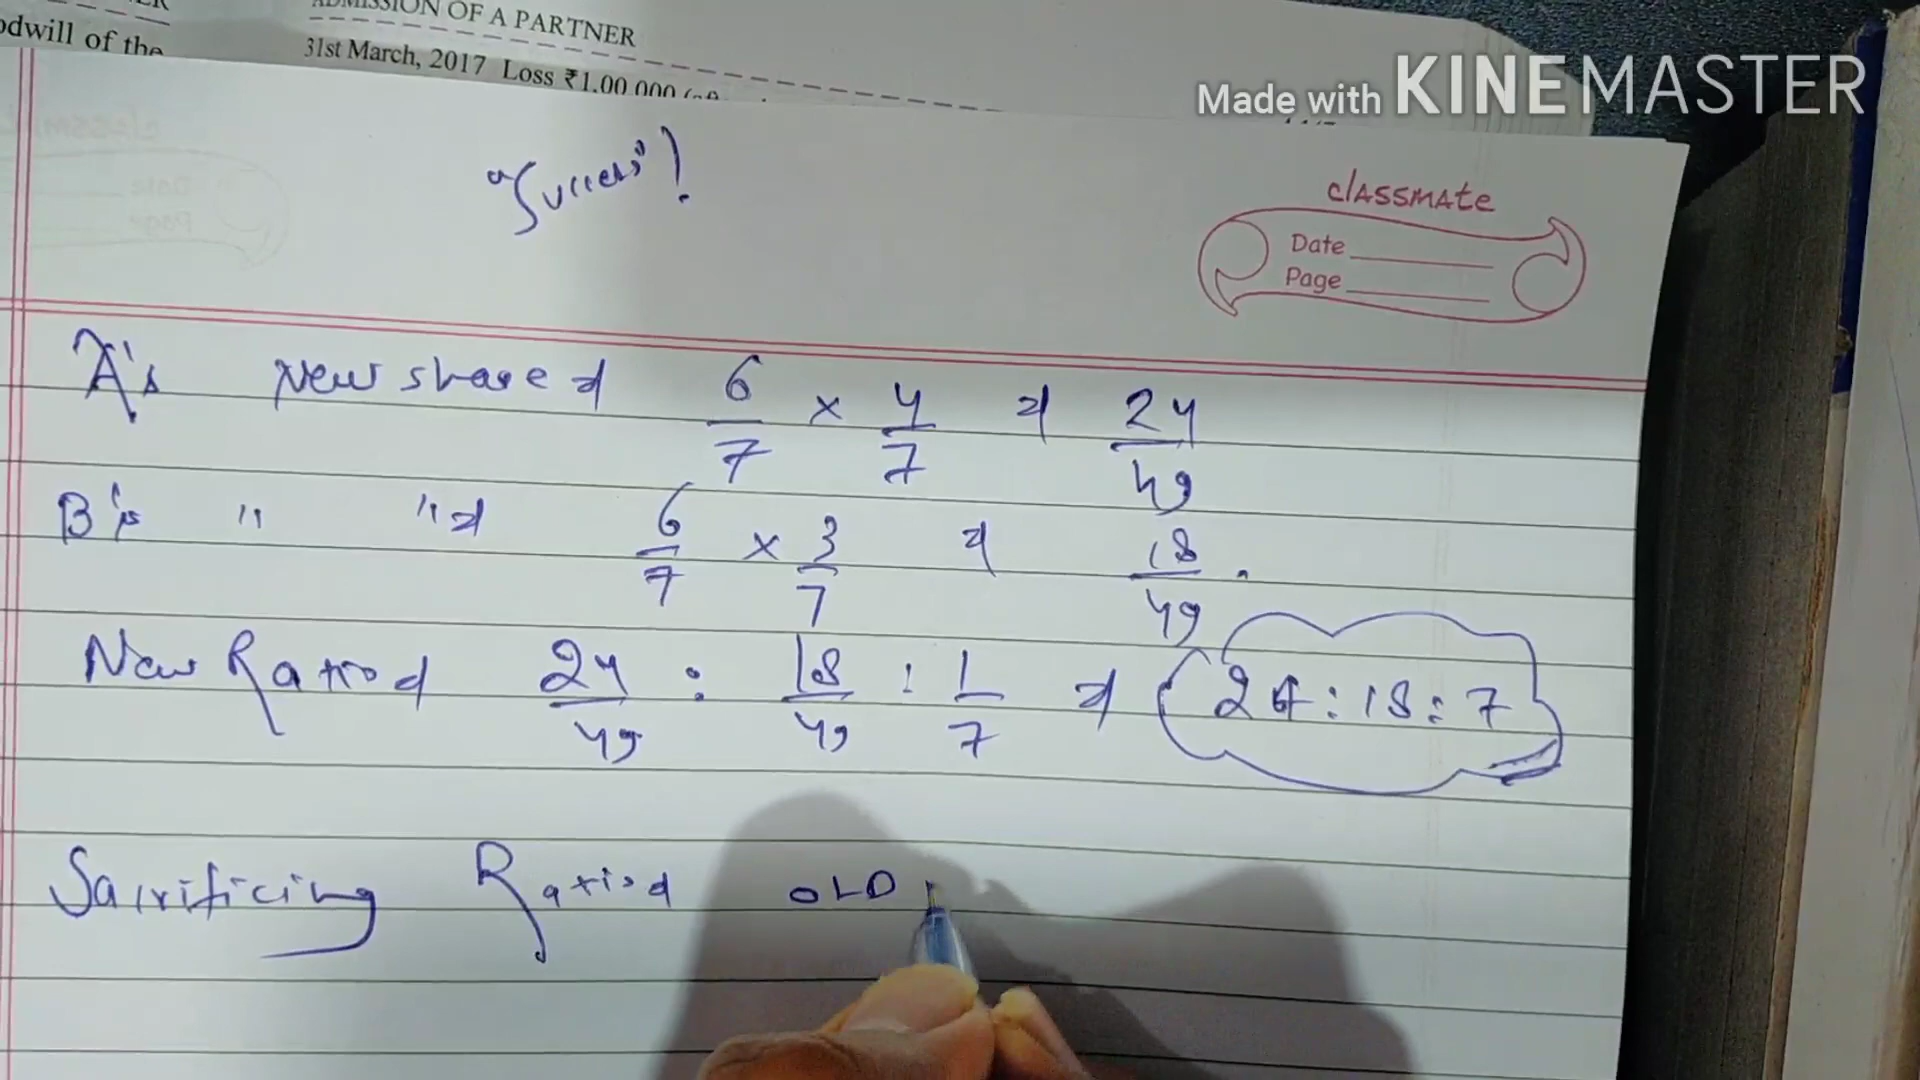 ADMISSION OF A PARTNER
odwill of the
31st March, 2017 Loss ₹1,00,000
Made with KINEMASTER
"Success"!
classmate
Date
Page
A's New share = 6/7 × 4/7 = 24/49
B's " " = 6/7 × 3/7 = 18/49.
New Ratio = 24/49 : 18/49 : 1/7 = 24:18:7
Sacrificing Ratio = OLD